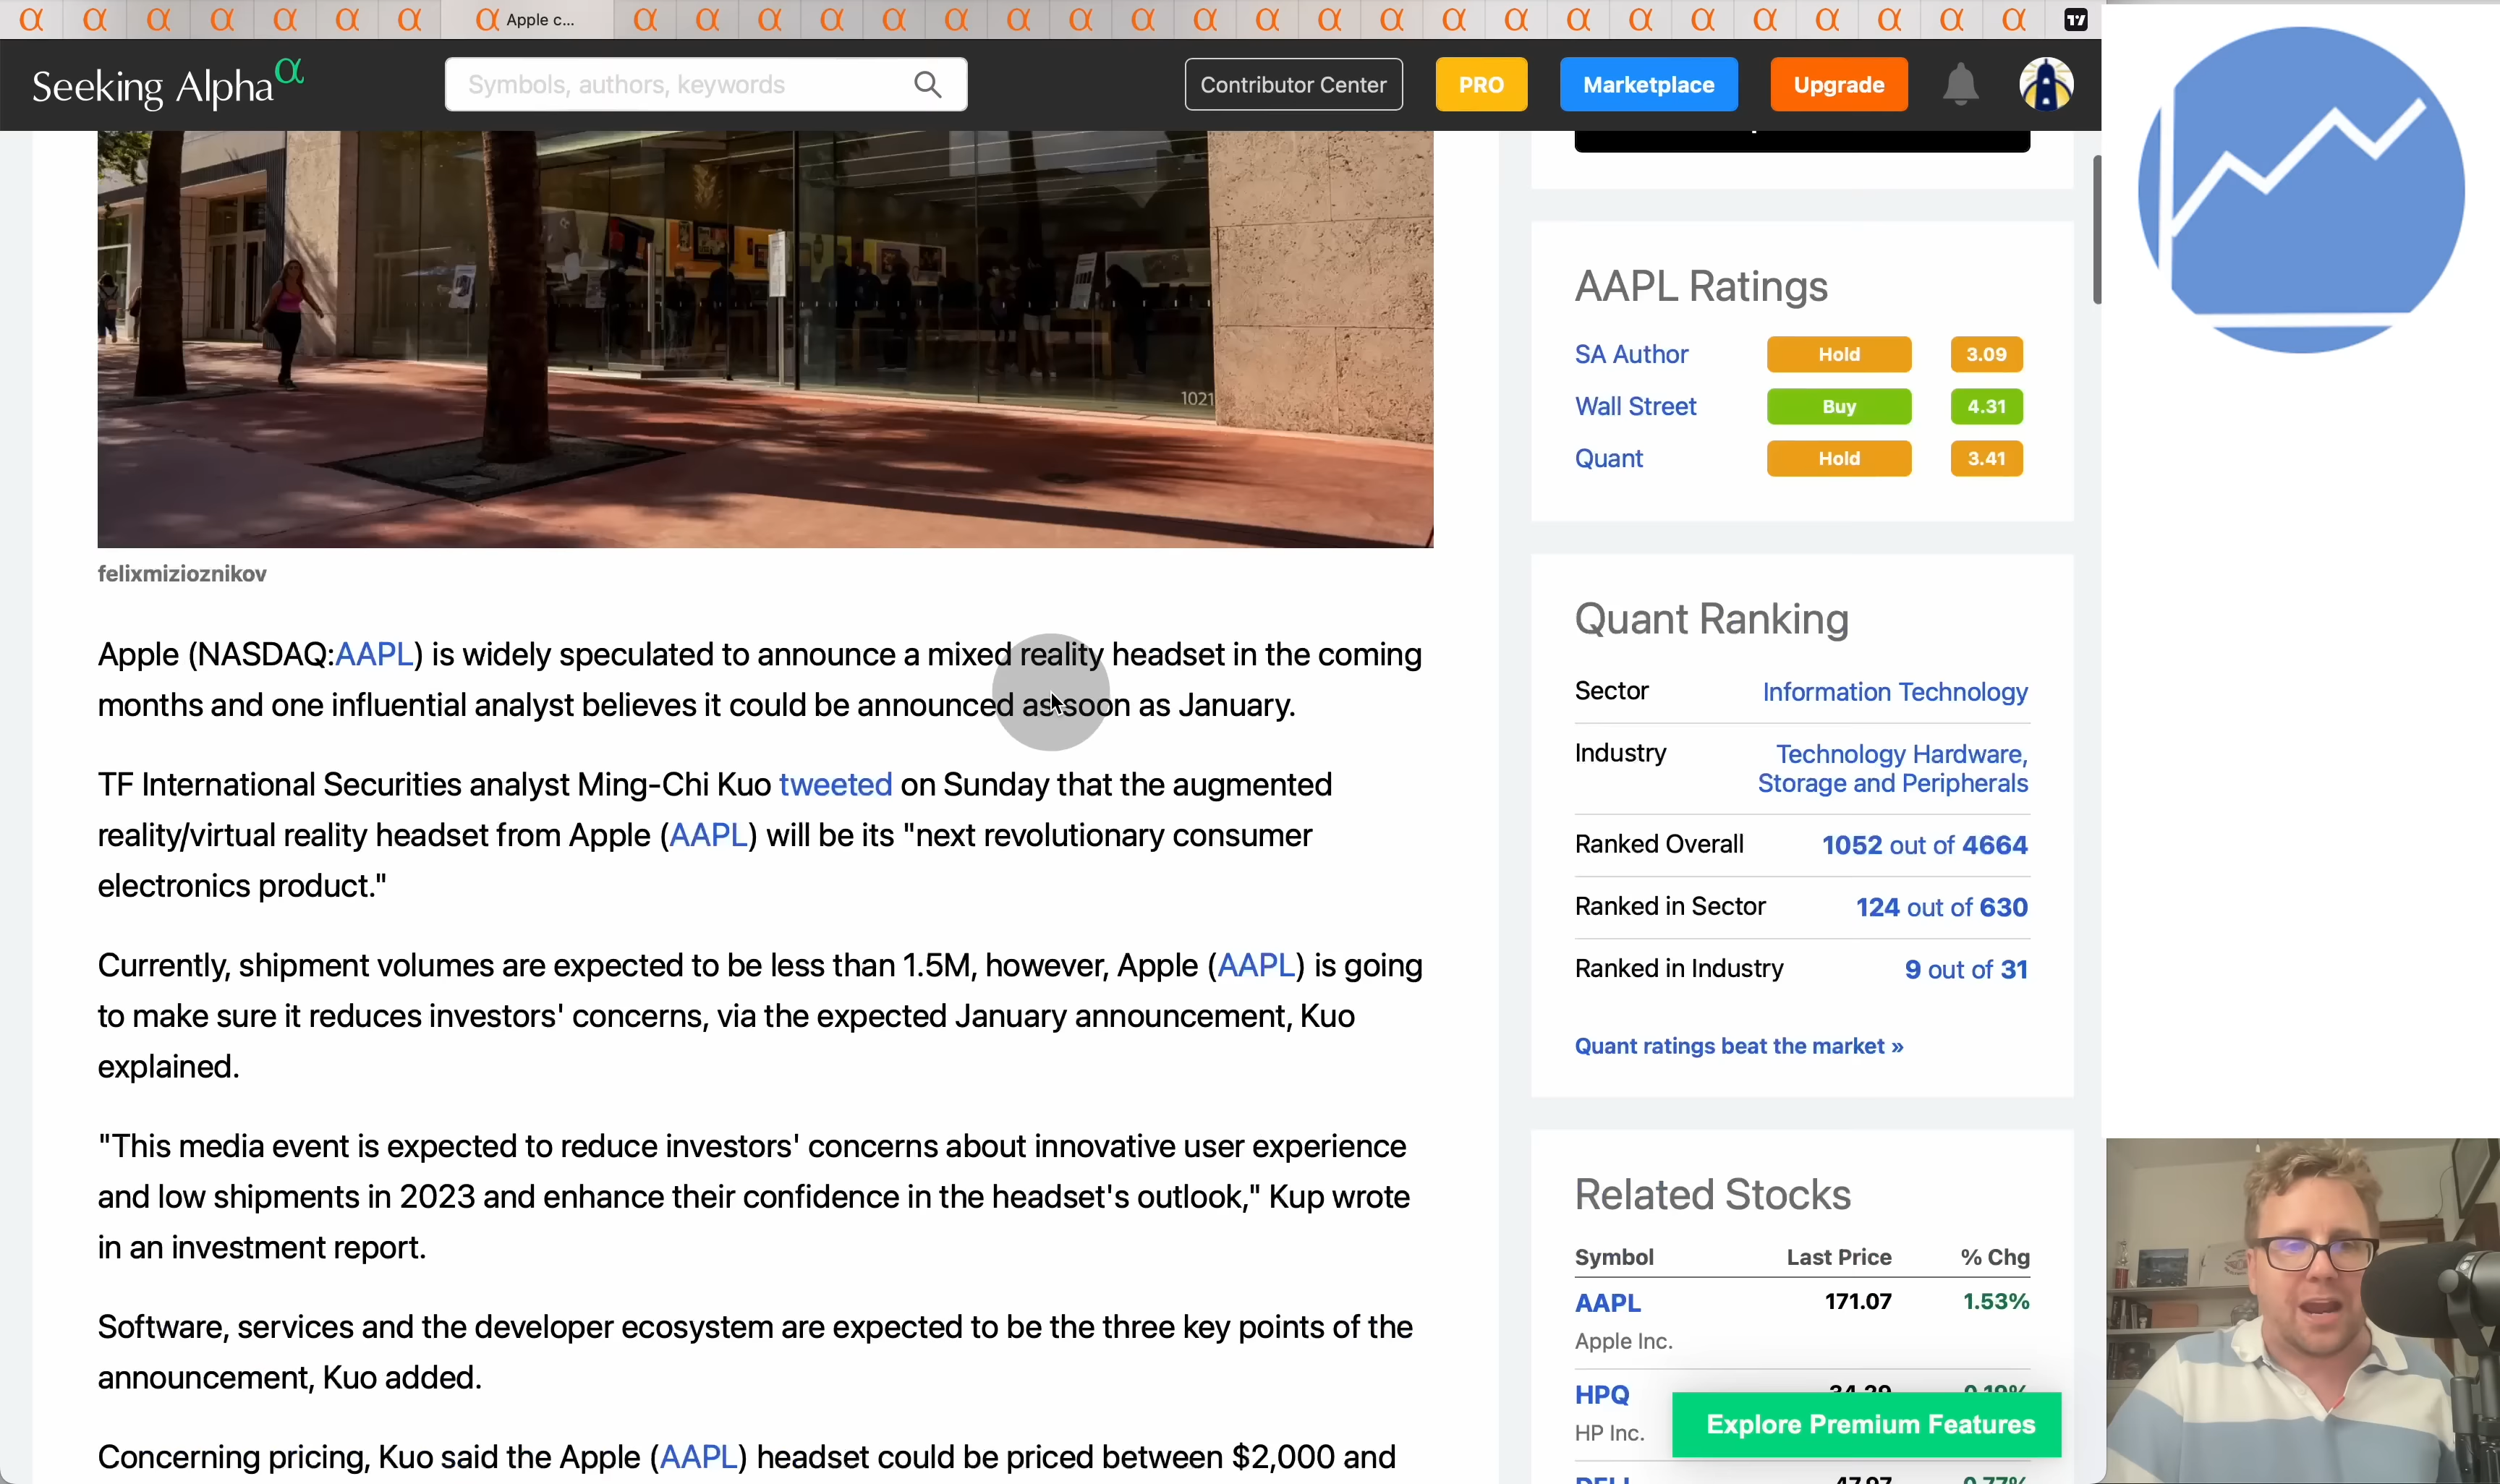 Apple c...
Seeking Alpha α
Symbols, authors, keywords
Contributor Center
PRO
Marketplace
Upgrade
1021
felixmizioznikov
Apple (NASDAQ:AAPL) is widely speculated to announce a mixed reality headset in the coming
months and one influential analyst believes it could be announced as soon as January.
TF International Securities analyst Ming-Chi Kuo tweeted on Sunday that the augmented
reality/virtual reality headset from Apple (AAPL) will be its "next revolutionary consumer
electronics product."
Currently, shipment volumes are expected to be less than 1.5M, however, Apple (AAPL) is going
to make sure it reduces investors' concerns, via the expected January announcement, Kuo
explained.
"This media event is expected to reduce investors' concerns about innovative user experience
and low shipments in 2023 and enhance their confidence in the headset's outlook," Kup wrote
in an investment report.
Software, services and the developer ecosystem are expected to be the three key points of the
announcement, Kuo added.
Concerning pricing, Kuo said the Apple (AAPL) headset could be priced between $2,000 and
AAPL Ratings
SA Author Hold 3.09
Wall Street Buy 4.31
Quant Hold 3.41
Quant Ranking
Sector Information Technology
Industry Technology Hardware,
Storage and Peripherals
Ranked Overall 1052 out of 4664
Ranked in Sector 124 out of 630
Ranked in Industry 9 out of 31
Quant ratings beat the market »
Related Stocks
Symbol Last Price % Chg
AAPL 171.07 1.53%
Apple Inc.
HPQ
HP Inc.
Explore Premium Features